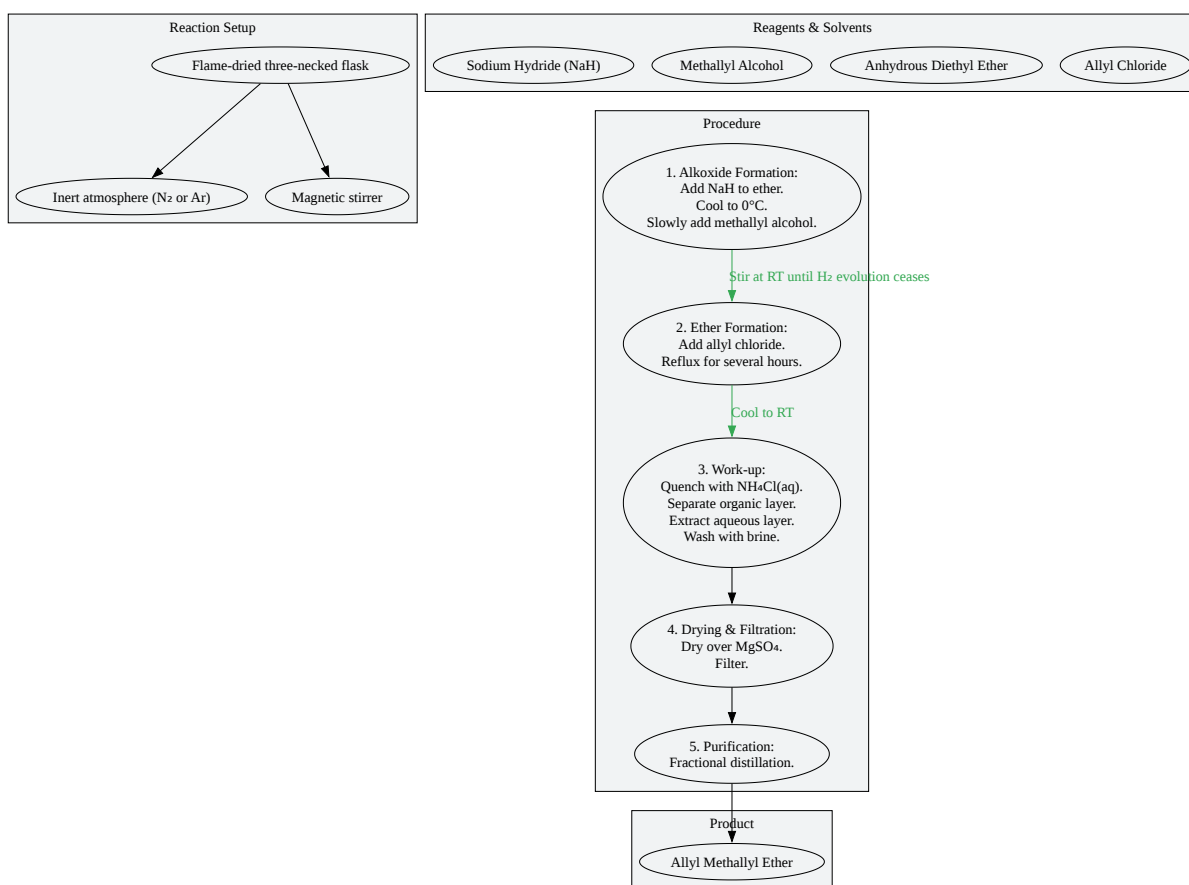 Reaction Setup
Flame-dried three-necked flask
Inert atmosphere (N₂ or Ar)
Magnetic stirrer
Reagents & Solvents
Sodium Hydride (NaH)
Methallyl Alcohol
Anhydrous Diethyl Ether
Allyl Chloride
Procedure
1. Alkoxide Formation:
Add NaH to ether.
Cool to 0°C.
Slowly add methallyl alcohol.
Stir at RT until H₂ evolution ceases
2. Ether Formation:
Add allyl chloride.
Reflux for several hours.
Cool to RT
3. Work-up:
Quench with NH₄Cl(aq).
Separate organic layer.
Extract aqueous layer.
Wash with brine.
4. Drying & Filtration:
Dry over MgSO₄.
Filter.
5. Purification:
Fractional distillation.
Product
Allyl Methallyl Ether